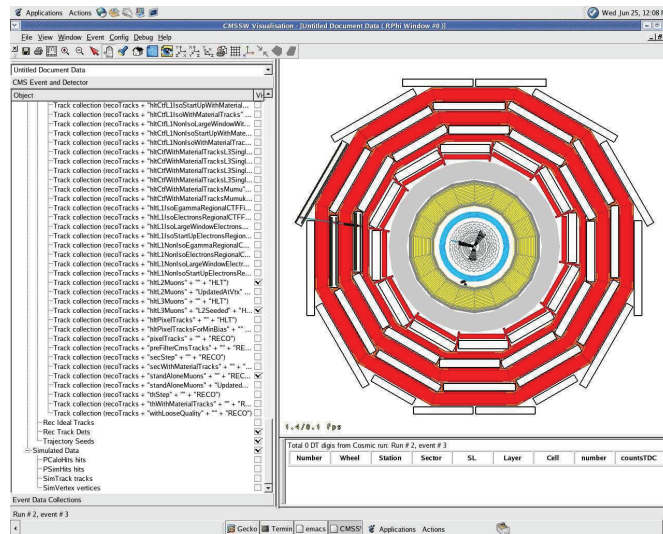 Applications Actions
Wed Jun 25, 12:08
CMSSW Visualisation - [Untitled Document Data ( RPhi Window #0 )]
File View Window Event Config Debug Help
Untitled Document Data
CMS Event and Detector
Object
Track collection (recoTracks + "hltCtfL1IsoStartUpWithMaterial...
Track collection (recoTracks + "hltCtfL1IsoWithMaterialTracks" ...
Track collection (recoTracks + "hltCtfL1NonIsoLargeWindowWit...
Track collection (recoTracks + "hltCtfL1NonIsoStartUpWithMate...
Track collection (recoTracks + "hltCtfL1NonIsoWithMaterialTrac...
Track collection (recoTracks + "hltCtfWithMaterialTracksL3Singl...
Track collection (recoTracks + "hltCtfWithMaterialTracksL3Singl...
Track collection (recoTracks + "hltCtfWithMaterialTracksL3Singl...
Track collection (recoTracks + "hltCtfWithMaterialTracksL3Singl...
Track collection (recoTracks + "hltCtfWithMaterialTracksMumu"...
Track collection (recoTracks + "hltCtfWithMaterialTracksMumuk...
Track collection (recoTracks + "hltL1IsoEgammaRegionalCTFFi...
Track collection (recoTracks + "hltL1IsoElectronsRegionalCTFF...
Track collection (recoTracks + "hltL1IsoLargeWindowElectrons...
Track collection (recoTracks + "hltL1IsoStartUpElectronsRegion...
Track collection (recoTracks + "hltL1NonIsoEgammaRegionalC...
Track collection (recoTracks + "hltL1NonIsoElectronsRegionalC...
Track collection (recoTracks + "hltL1NonIsoLargeWindowElectr...
Track collection (recoTracks + "hltL1NonIsoStartUpElectronsRe...
Track collection (recoTracks + "hltL2Muons" + "" + "HLT")
Track collection (recoTracks + "hltL2Muons" + "UpdatedAtVtx" ...
Track collection (recoTracks + "hltL3Muons" + "" + "HLT")
Track collection (recoTracks + "hltL3Muons" + "L2Seeded" + "H...
Track collection (recoTracks + "hltPixelTracks" + "" + "HLT")
Track collection (recoTracks + "hltPixelTracksForMinBias" + "" ...
Track collection (recoTracks + "pixelTracks" + "" + "RECO")
Track collection (recoTracks + "preFilterCmsTracks" + "" + "RE...
Track collection (recoTracks + "secStep" + "" + "RECO")
Track collection (recoTracks + "secWithMaterialTracks" + "" + "...
Track collection (recoTracks + "standAloneMuons" + "" + "REC...
Track collection (recoTracks + "standAloneMuons" + "Updated...
Track collection (recoTracks + "thStep" + "" + "RECO")
Track collection (recoTracks + "thWithMaterialTracks" + "" + "R...
Track collection (recoTracks + "withLooseQuality" + "" + "RECO")
Rec Ideal Tracks
Rec Track Dets
Trajectory Seeds
Simulated Data
PCaloHits hits
PSimHits hits
SimTrack tracks
SimVertex vertices
Event Data Collections
1.4/0.1 fps
Total 0 DT digis from Cosmic run: Run # 2, event # 3
Number Wheel Station Sector SL Layer Cell number countsTDC
Run # 2, event # 3
Gecko Termin emacs CMSSW Applications Actions